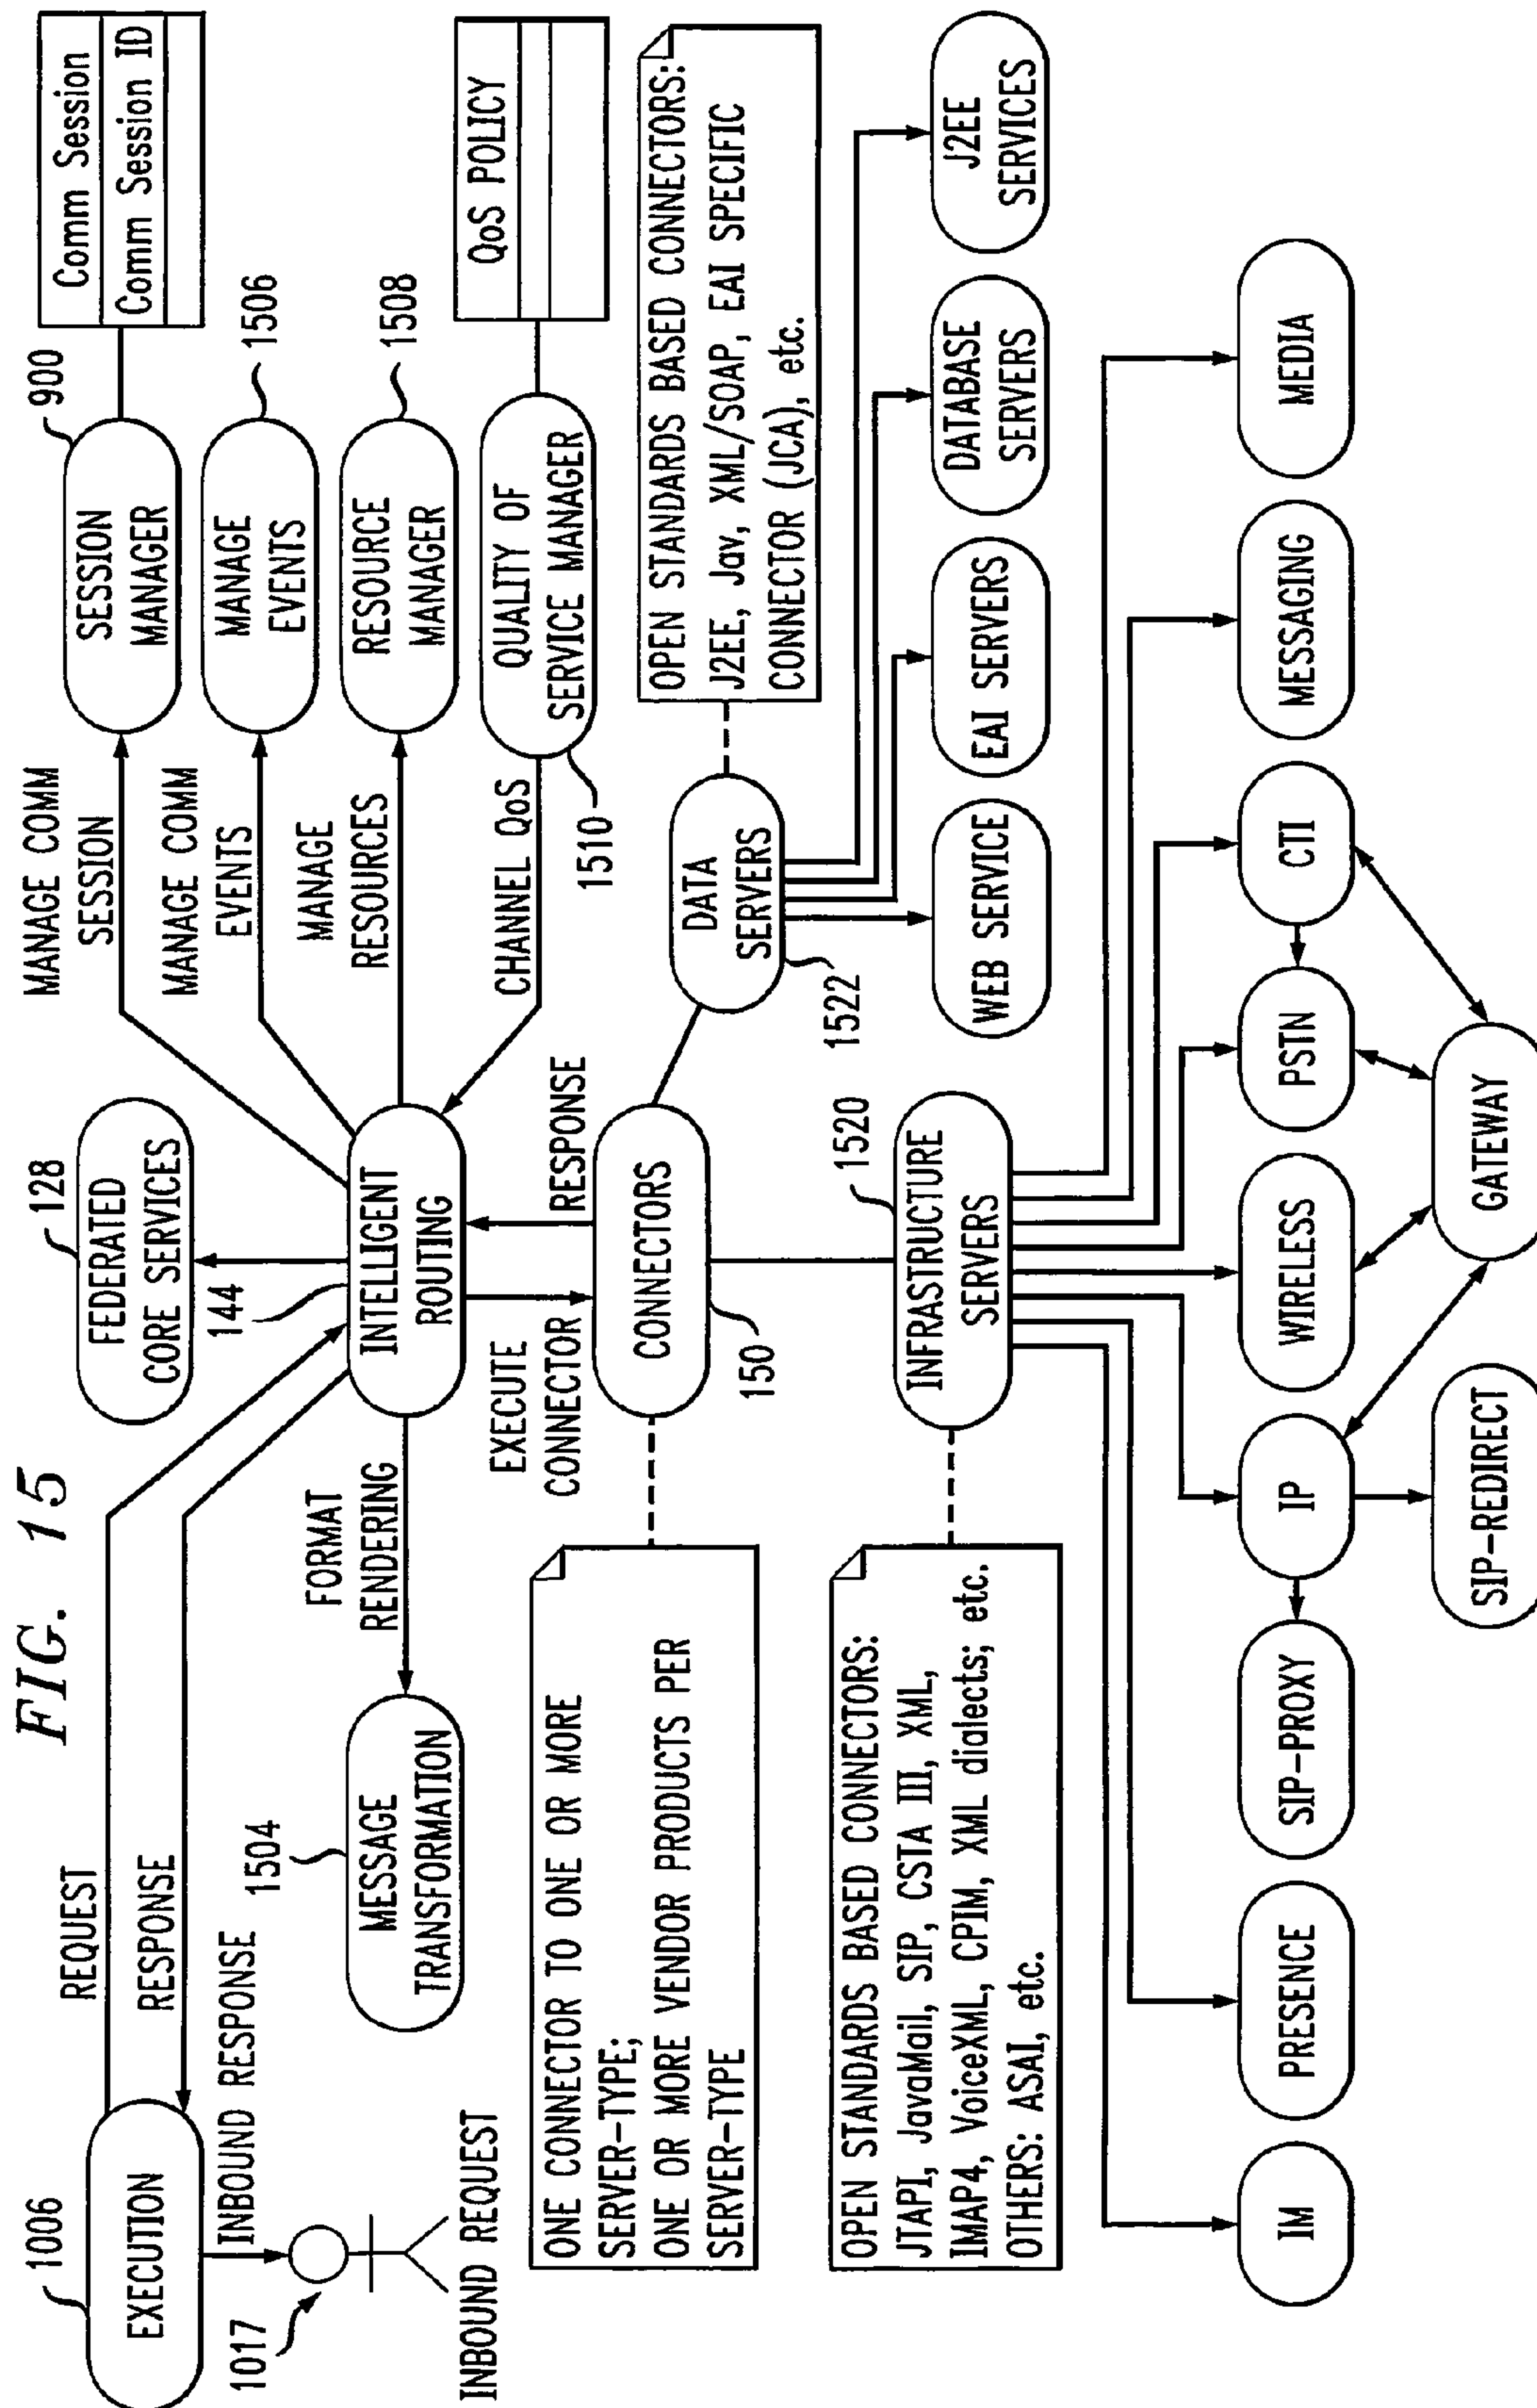 FIG. 15
1006
EXECUTION
REQUEST
RESPONSE
INBOUND RESPONSE
1017
INBOUND REQUEST
128
FEDERATED
CORE SERVICES
144
INTELLIGENT
ROUTING
MANAGE COMM
SESSION
900
SESSION
MANAGER
Comm Session
Comm Session ID
MANAGE COMM
EVENTS
MANAGE
EVENTS
1506
MANAGE
RESOURCES
RESOURCE
MANAGER
1508
CHANNEL QoS
QUALITY OF
SERVICE MANAGER
1510
QoS POLICY
1504
MESSAGE
TRANSFORMATION
FORMAT
RENDERING
EXECUTE
CONNECTOR
RESPONSE
CONNECTORS
150
ONE CONNECTOR TO ONE OR MORE
SERVER-TYPE;
ONE OR MORE VENDOR PRODUCTS PER
SERVER-TYPE
DATA
SERVERS
1522
OPEN STANDARDS BASED CONNECTORS:
J2EE, Jav, XML/SOAP, EAI SPECIFIC
CONNECTOR (JCA), etc.
WEB SERVICE
EAI SERVERS
DATABASE
SERVERS
J2EE
SERVICES
OPEN STANDARDS BASED CONNECTORS:
JTAPI, JavaMail, SIP, CSTA III, XML,
IMAP4, VoiceXML, CPIM, XML dialects; etc.
OTHERS: ASAI, etc.
1520
INFRASTRUCTURE
SERVERS
IM
PRESENCE
SIP-PROXY
IP
WIRELESS
PSTN
CTI
MESSAGING
MEDIA
SIP-REDIRECT
GATEWAY